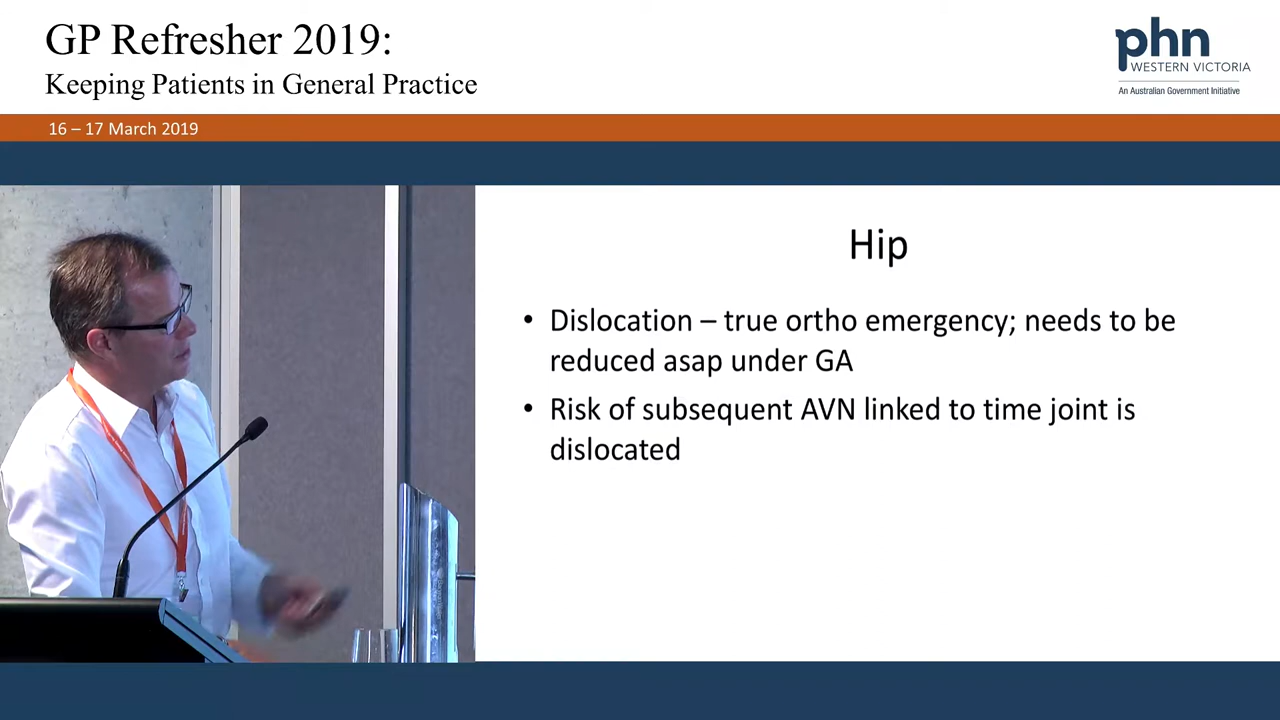 GP Refresher 2019:
Keeping Patients in General Practice
phn
WESTERN VICTORIA
An Australian Government Initiative
16 – 17 March 2019
Hip
• Dislocation – true ortho emergency; needs to be
reduced asap under GA
• Risk of subsequent AVN linked to time joint is
dislocated